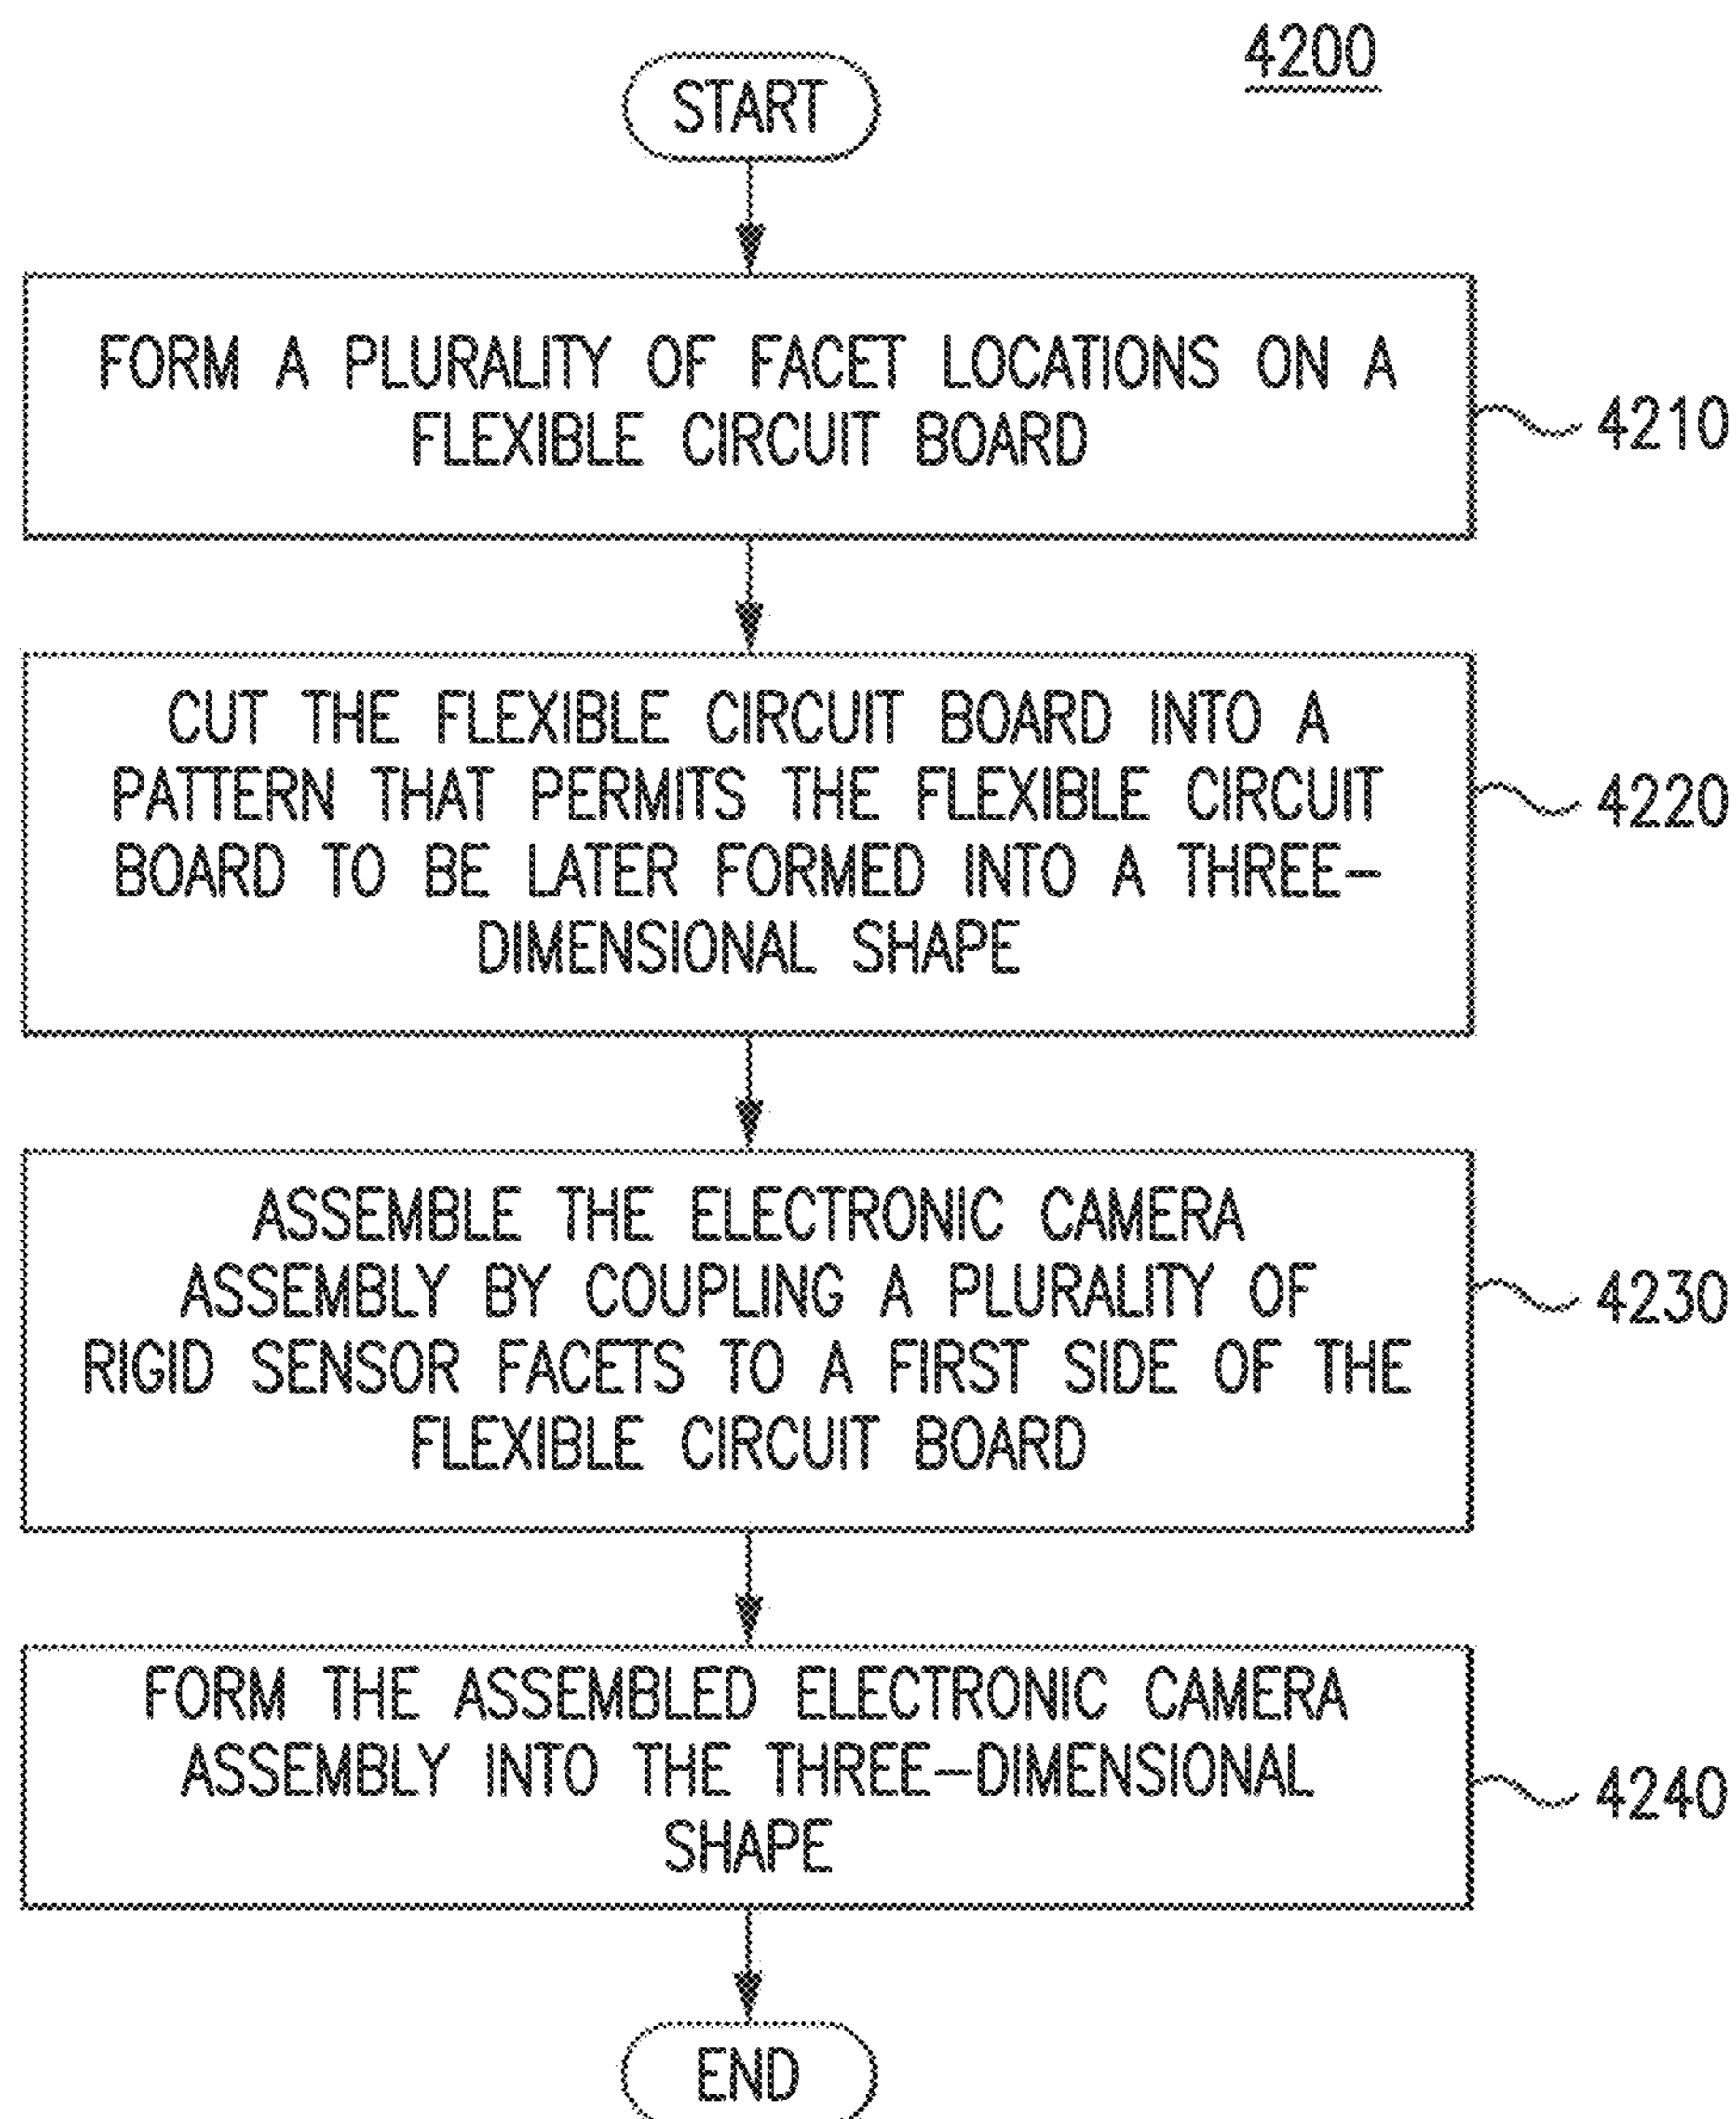 4200
START
FORM A PLURALITY OF FACET LOCATIONS ON A
FLEXIBLE CIRCUIT BOARD
4210
CUT THE FLEXIBLE CIRCUIT BOARD INTO A
PATTERN THAT PERMITS THE FLEXIBLE CIRCUIT
BOARD TO BE LATER FORMED INTO A THREE-
DIMENSIONAL SHAPE
4220
ASSEMBLE THE ELECTRONIC CAMERA
ASSEMBLY BY COUPLING A PLURALITY OF
RIGID SENSOR FACETS TO A FIRST SIDE OF THE
FLEXIBLE CIRCUIT BOARD
4230
FORM THE ASSEMBLED ELECTRONIC CAMERA
ASSEMBLY INTO THE THREE-DIMENSIONAL
SHAPE
4240
END